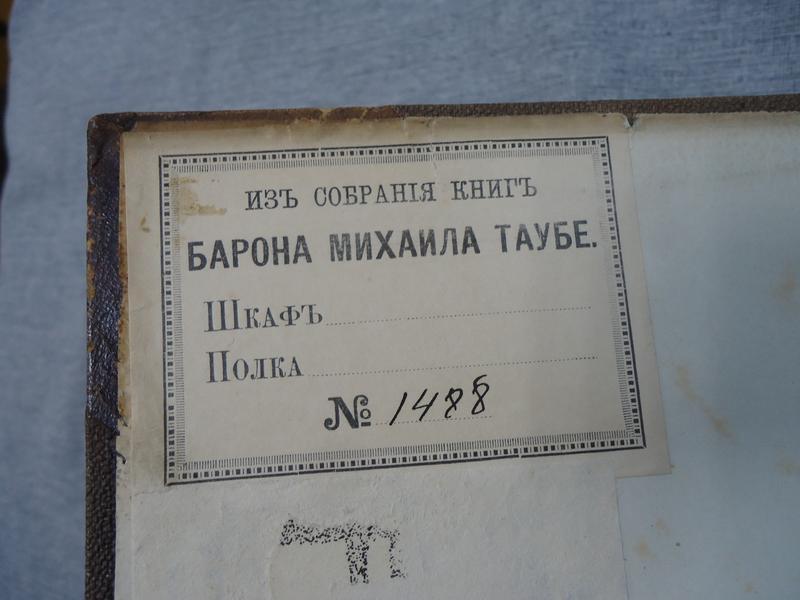 ИЗЪ СОБРАНІЯ КНИГЪ
БАРОНА МИХАИЛА ТАУБЕ.
ШКАФЪ
ПОЛКА
№ 1488